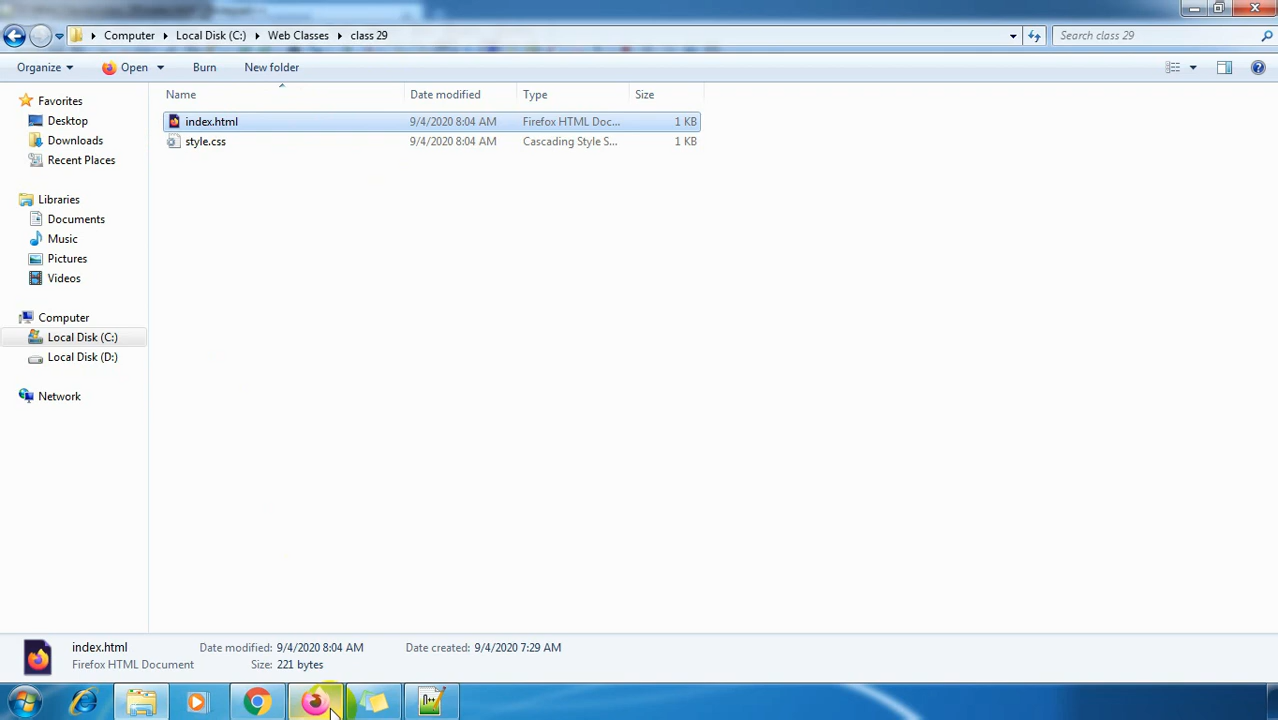 Computer Local Disk (C:) Web Classes class 29 Search class 29
Organize Open Burn New folder
Favorites
Desktop
Downloads
Recent Places
Libraries
Documents
Music
Pictures
Videos
Computer
Local Disk (C:)
Local Disk (D:)
Network
Name Date modified Type Size
index.html 9/4/2020 8:04 AM Firefox HTML Doc... 1 KB
style.css 9/4/2020 8:04 AM Cascading Style S... 1 KB
index.html Date modified: 9/4/2020 8:04 AM Date created: 9/4/2020 7:29 AM
Firefox HTML Document Size: 221 bytes